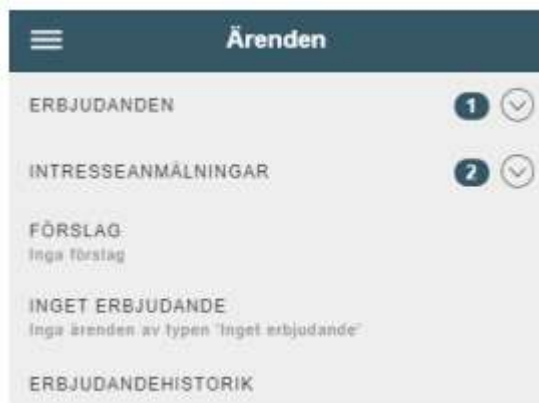 Ärenden
ERBJUDANDEN 1
INTRESSEANMÄLNINGAR 2
FÖRSLAG
Inga förslag
INGET ERBJUDANDE
Inga ärenden av typen 'Inget erbjudande'
ERBJUDANDEHISTORIK